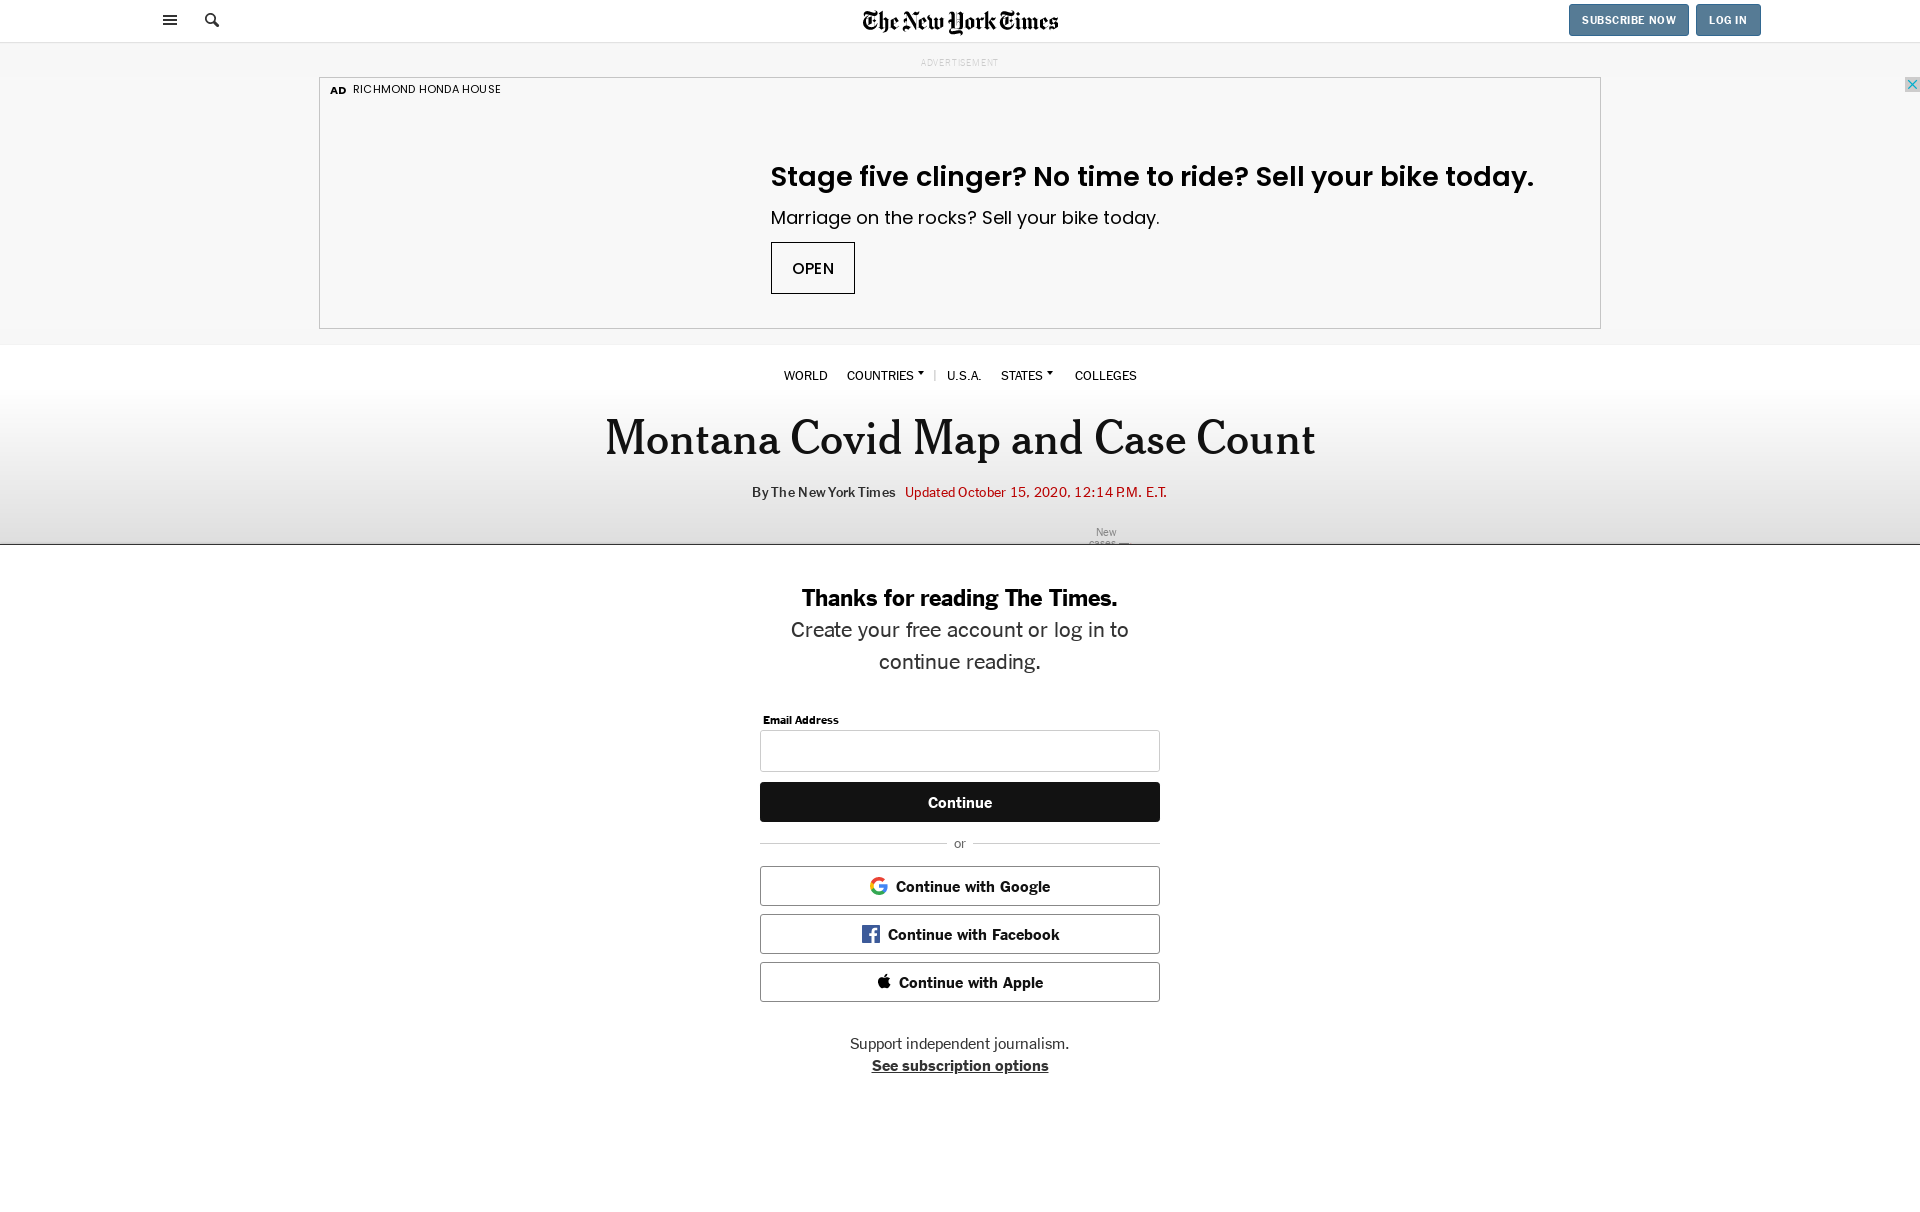 The New York Times
SUBSCRIBE NOW
LOG IN
ADVERTISEMENT
AD RICHMOND HONDA HOUSE
Stage five clinger? No time to ride? Sell your bike today.
Marriage on the rocks? Sell your bike today.
OPEN
WORLD COUNTRIES | U.S.A. STATES COLLEGES
Montana Covid Map and Case Count
By The New York Times Updated October 15, 2020, 12:14 P.M. E.T.
New
cases —
Thanks for reading The Times.
Create your free account or log in to
continue reading.
Email Address
Continue
or
Continue with Google
Continue with Facebook
Continue with Apple
Support independent journalism.
See subscription options